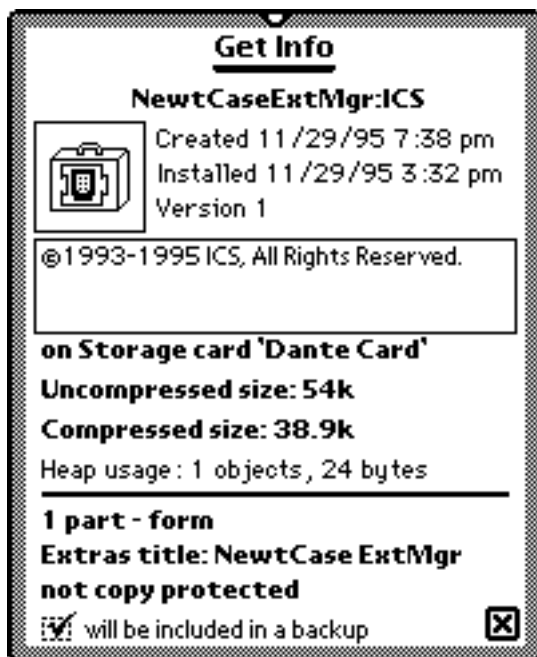 Get Info
NewtCaseExtMgr:ICS
Created 11/29/95 7:38 pm
Installed 11/29/95 3:32 pm
Version 1
©1993-1995 ICS, All Rights Reserved.
on Storage card 'Dante Card'
Uncompressed size: 54k
Compressed size: 38.9k
Heap usage: 1 objects, 24 bytes
1 part - form
Extras title: NewtCase ExtMgr
not copy protected
will be included in a backup